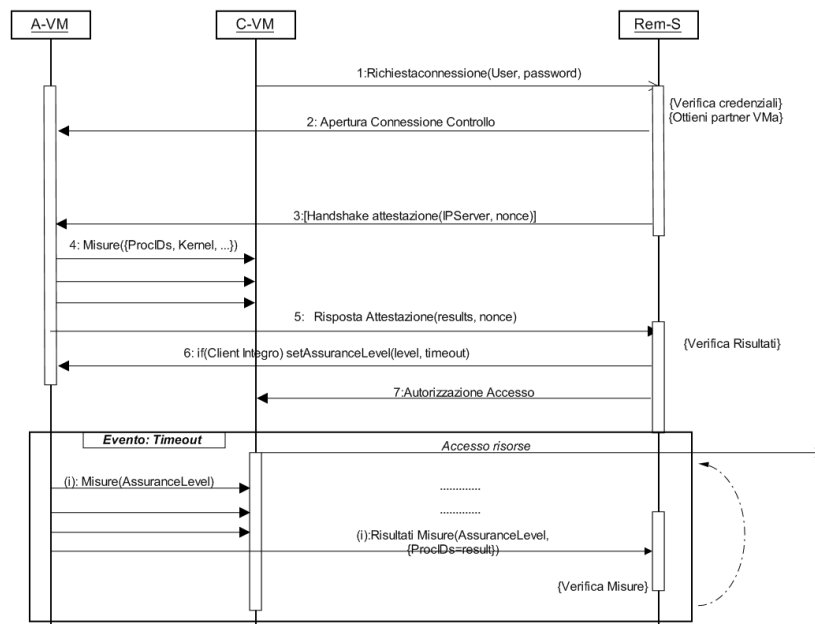 A-VM
C-VM
Rem-S
1:Richiestaconnessione(User, password)
{Verifica credenziali}
{Ottieni partner VMa}
2: Apertura Connessione Controllo
3:[Handshake attestazione(IPServer, nonce)]
4: Misure({ProcIDs, Kernel, ...})
5: Risposta Attestazione(results, nonce)
{Verifica Risultati}
6: if(Client Integro) setAssuranceLevel(level, timeout)
7:Autorizzazione Accesso
Evento: Timeout
Accesso risorse
(i): Misure(AssuranceLevel)
.............
.............
(i):Risultati Misure(AssuranceLevel,
{ProcIDs=result})
{Verifica Misure}